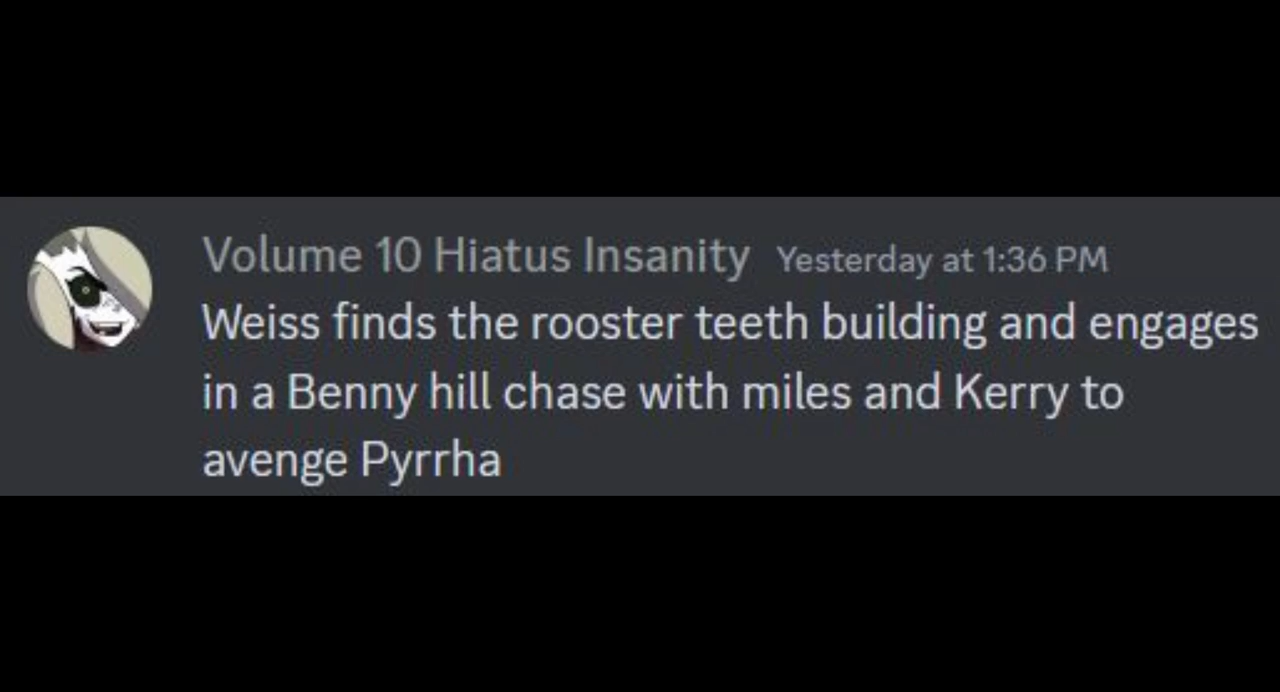 Volume 10 Hiatus Insanity Yesterday at 1:36 PM
Weiss finds the rooster teeth building and engages
in a Benny hill chase with miles and Kerry to
avenge Pyrrha